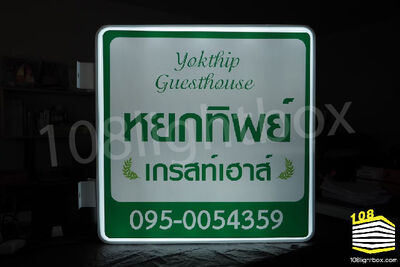 Yokthip
Guesthouse
หยกทิพย์
เกรสท์เฮาส์
095-0054359
108lightbox
108
108lightbox.com